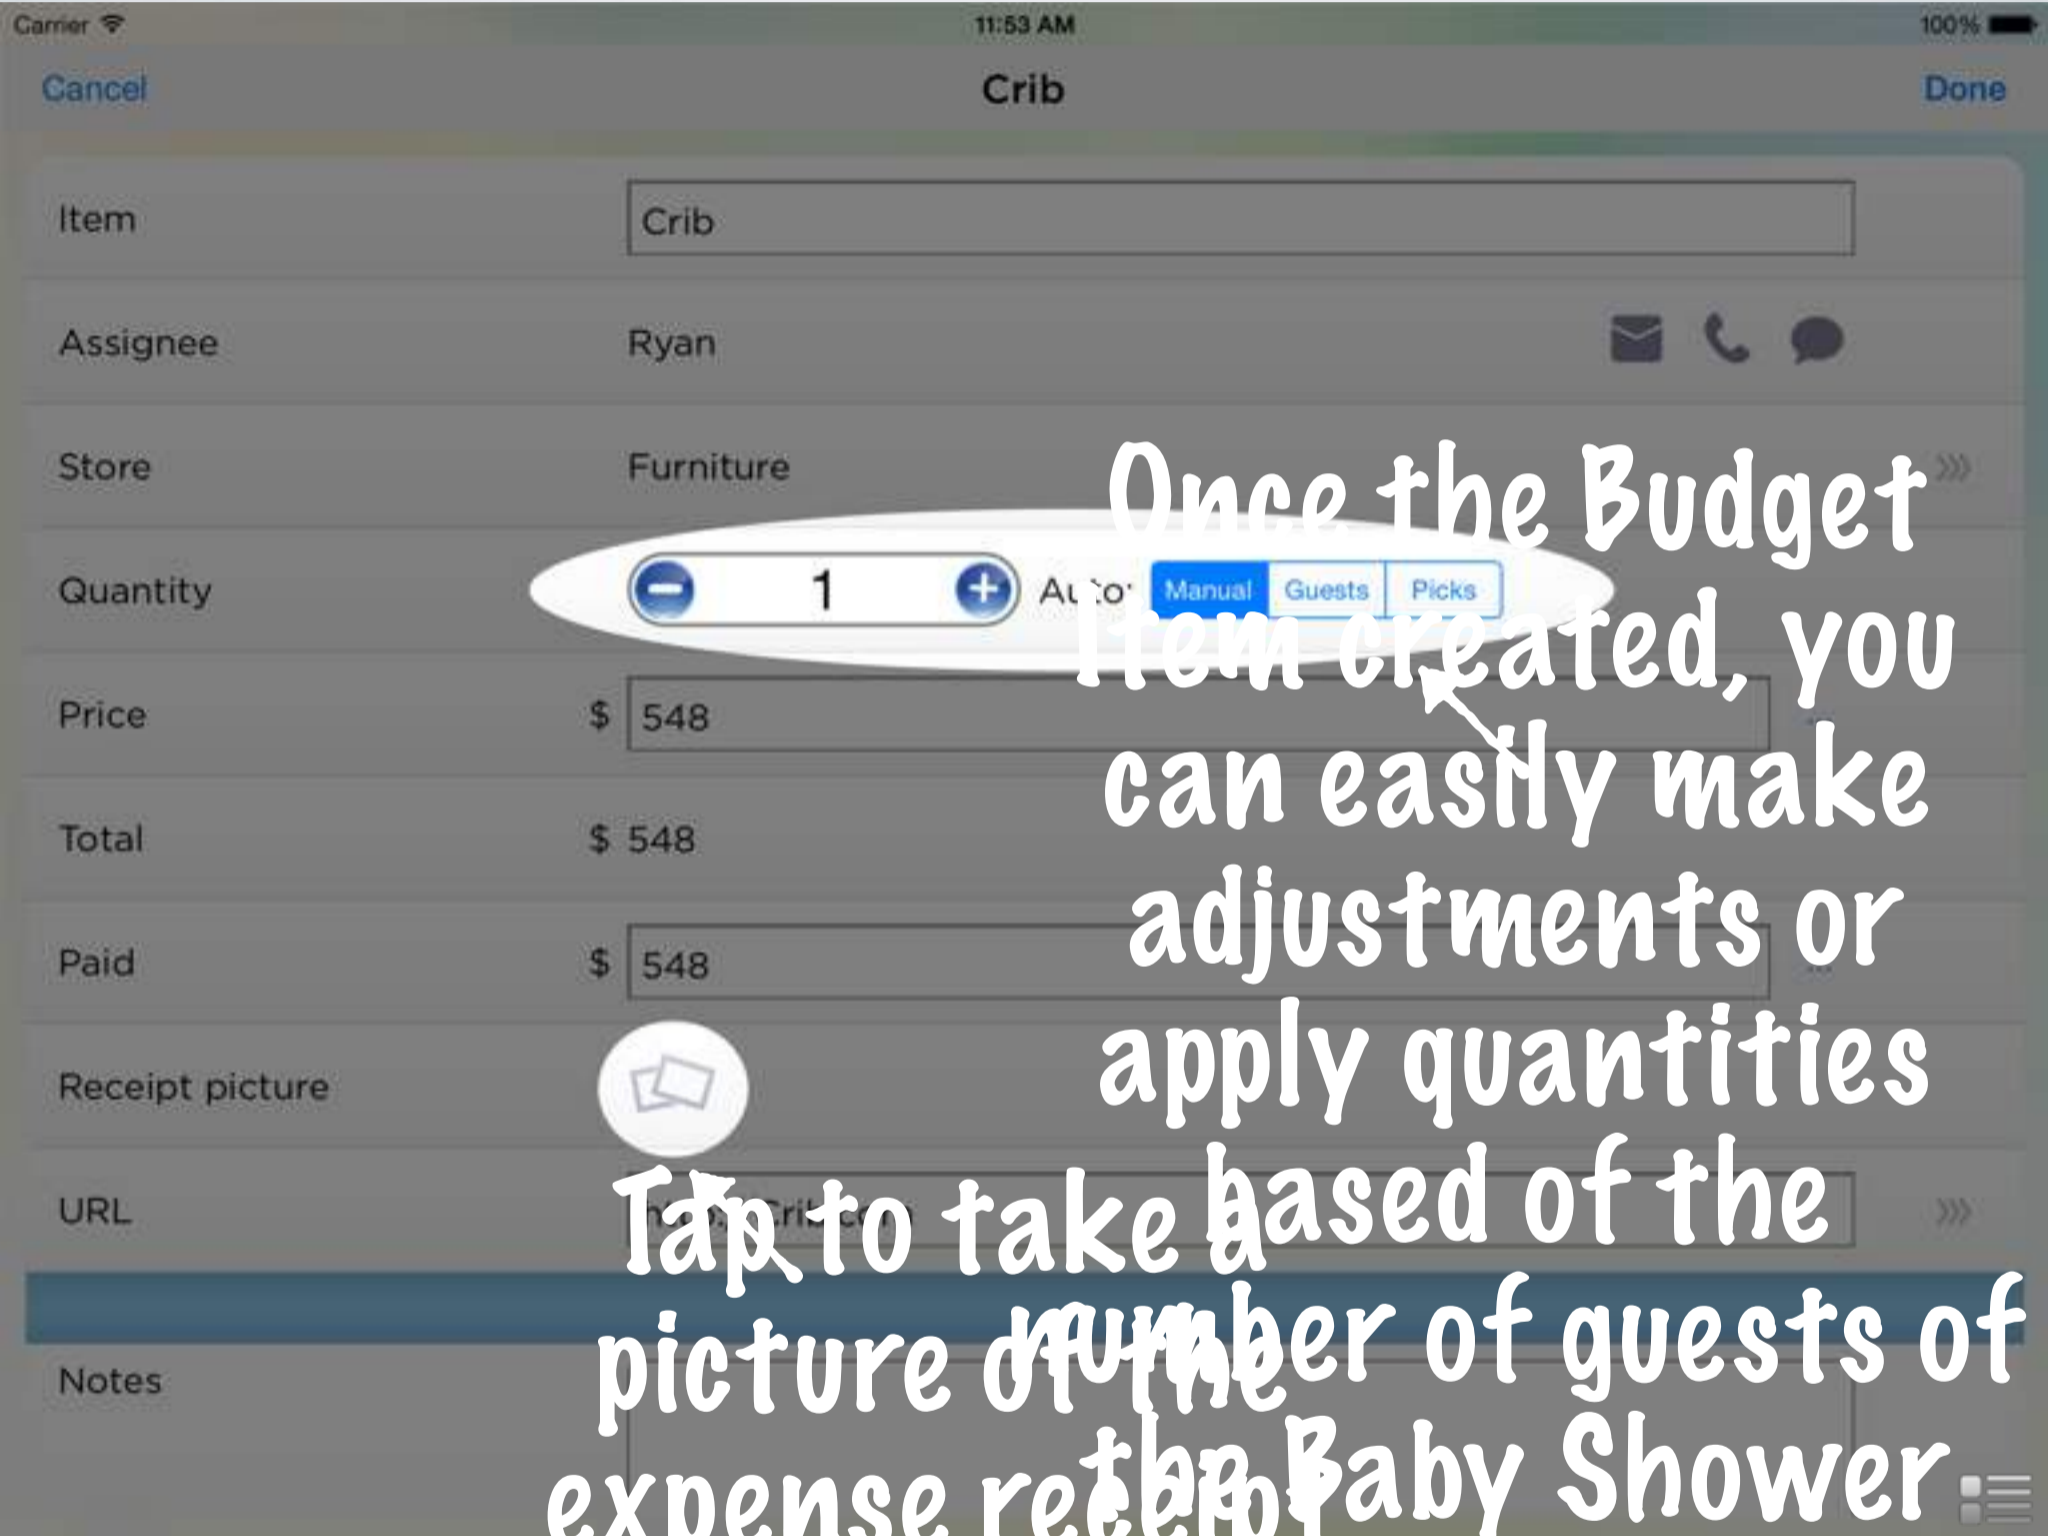 Carrier 11:53 AM 100%
Cancel Crib Done
Item Crib
Assignee Ryan
Store Furniture
Quantity 1 Auto: Manual Guests Picks
Price $ 548
Total $ 548
Paid $ 548
Receipt picture
URL
Notes
Once the Budget
Item created, you
can easily make
adjustments or
apply quantities
based of the
number of guests of
the Baby Shower
Tap to take a
picture of the
expense receipt